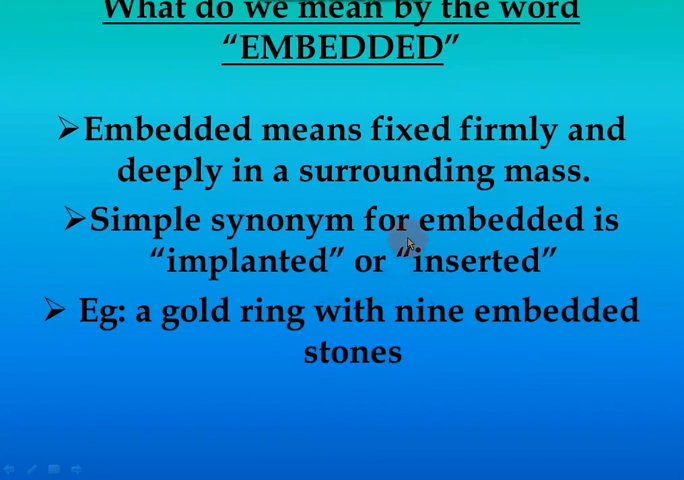 What do we mean by the word
“EMBEDDED”
➢Embedded means fixed firmly and
deeply in a surrounding mass.
➢Simple synonym for embedded is
“implanted” or “inserted”
➢ Eg: a gold ring with nine embedded
stones